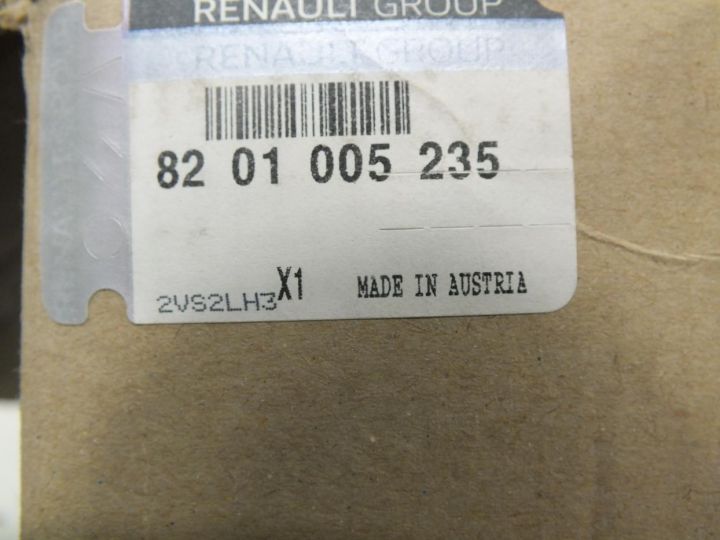 RENAULT GROUP
RENAULT GROUP
82 01 005 235
2VS2LH3 X1 MADE IN AUSTRIA